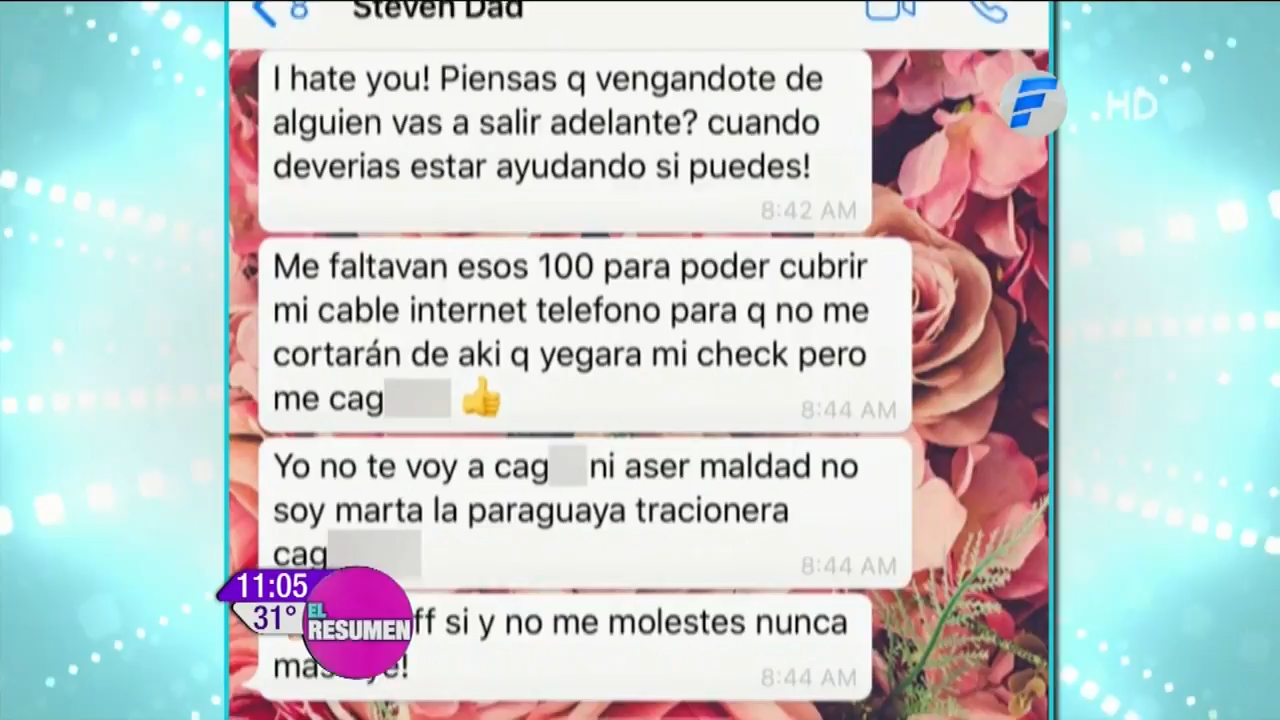 8 Steven Dad
I hate you! Piensas q vengandote de
alguien vas a salir adelante? cuando
deverias estar ayudando si puedes!
8:42 AM
HD
Me faltavan esos 100 para poder cubrir
mi cable internet telefono para q no me
cortarán de aki q yegara mi check pero
me cag
8:44 AM
Yo no te voy a cag ni aser maldad no
soy marta la paraguaya tracionera
cag
8:44 AM
ff si y no me molestes nunca
8:44 AM
11:05
31°
EL
RESUMEN